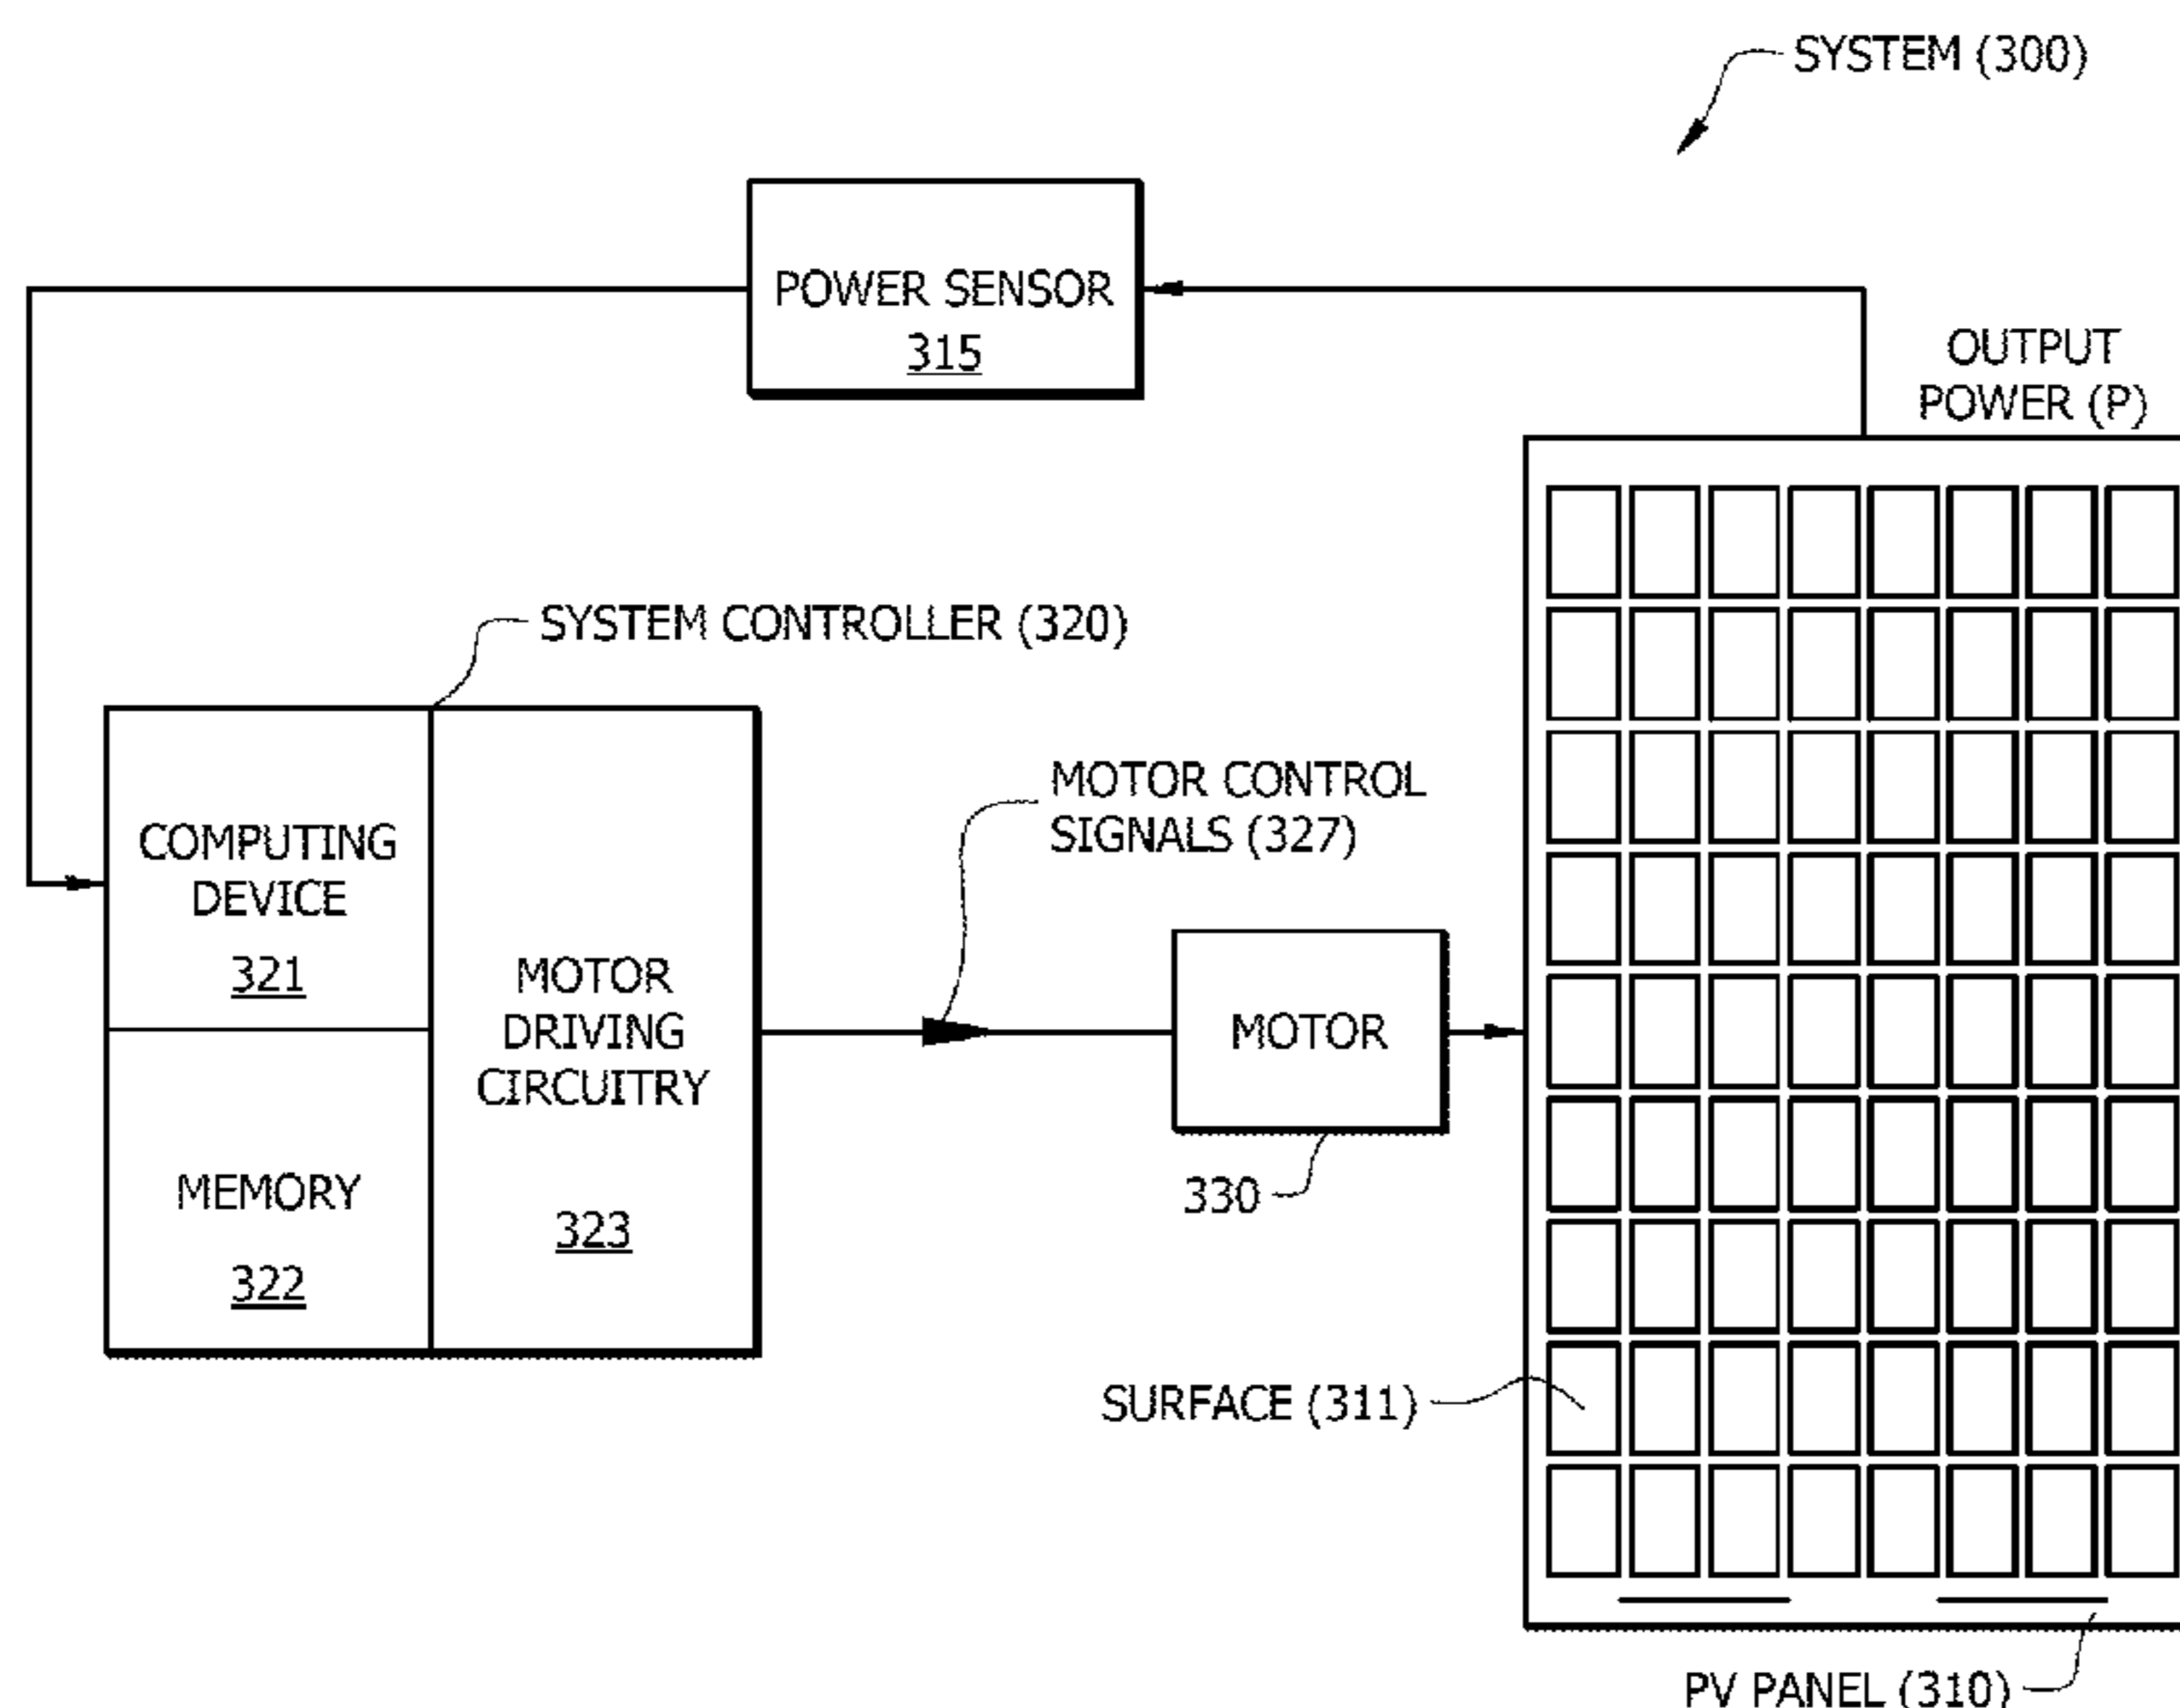 SYSTEM (300)
POWER SENSOR
315
OUTPUT
POWER (P)
SYSTEM CONTROLLER (320)
MOTOR CONTROL
SIGNALS (327)
COMPUTING
DEVICE
321
MOTOR
DRIVING
CIRCUITRY
323
MOTOR
330
MEMORY
322
SURFACE (311)
PV PANEL (310)